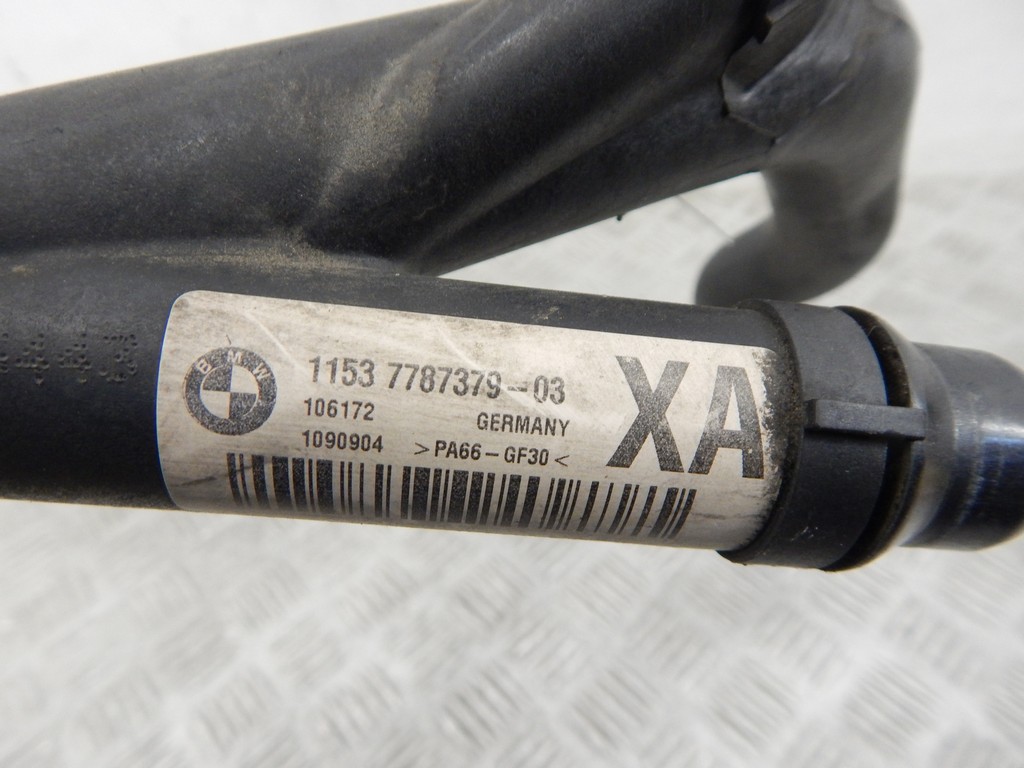 BMW
1153 7787379-03
106172
GERMANY
1090904
>PA66-GF30<
XA